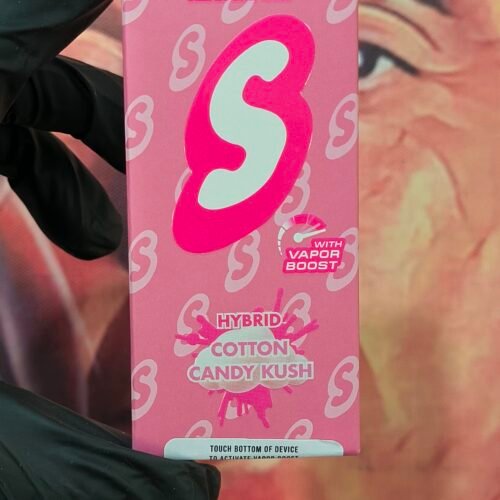 S
WITH
VAPOR
BOOST
HYBRID
COTTON
CANDY KUSH
TOUCH BOTTOM OF DEVICE
TO ACTIVATE VAPOR BOOST